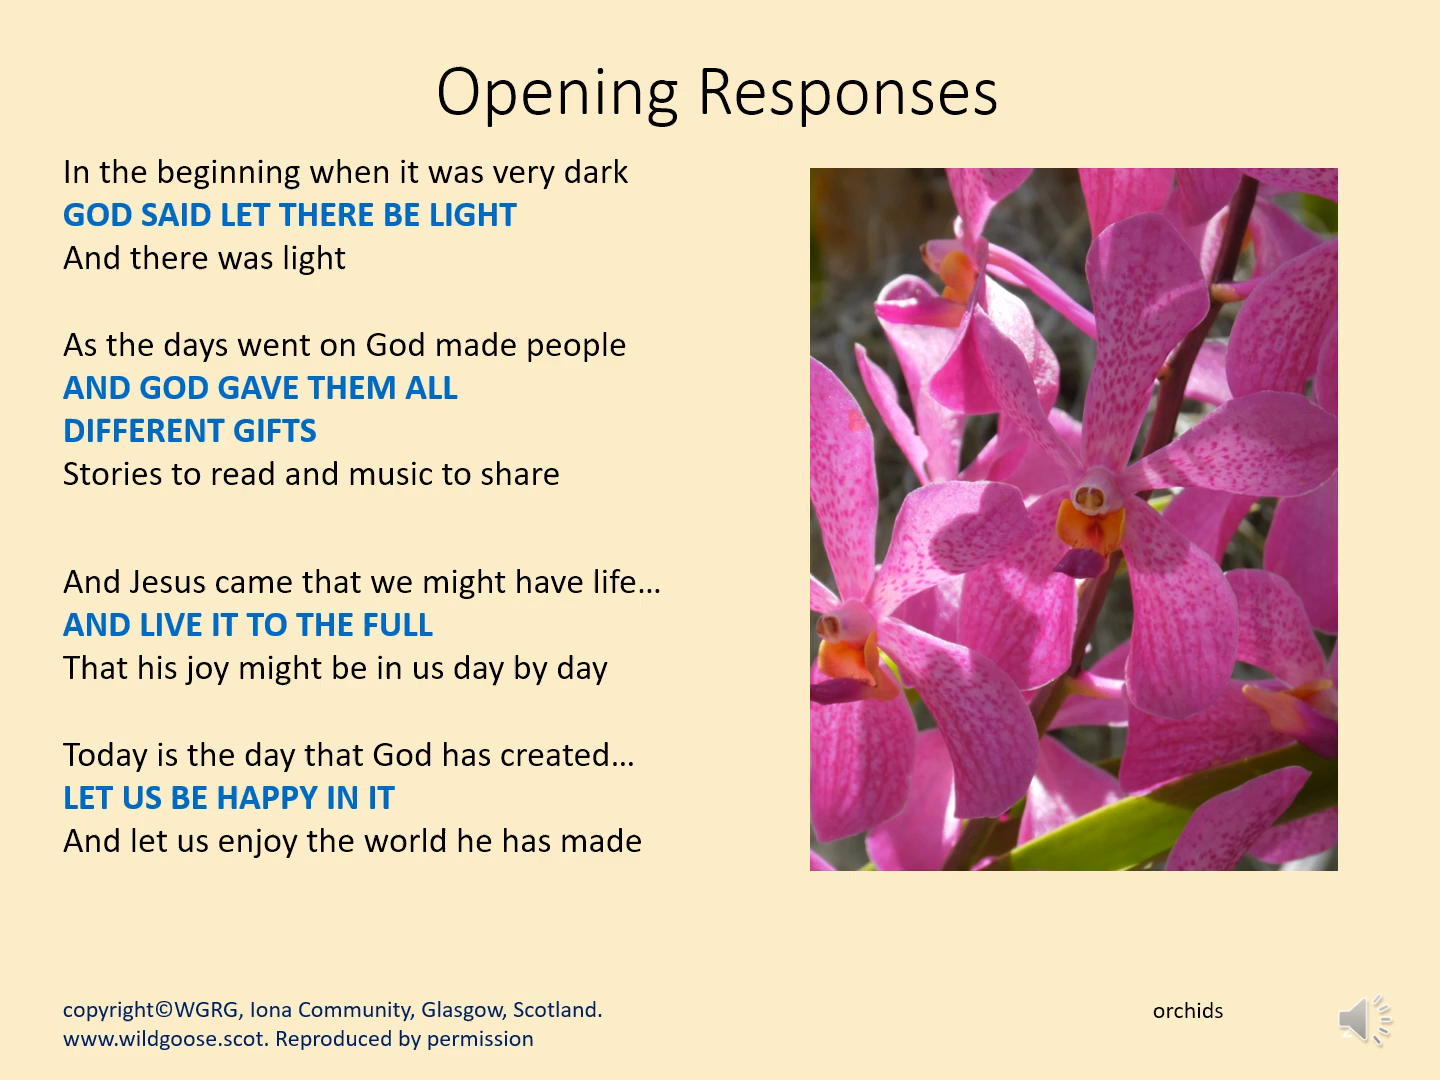 Opening Responses
In the beginning when it was very dark
GOD SAID LET THERE BE LIGHT
And there was light
As the days went on God made people
AND GOD GAVE THEM ALL
DIFFERENT GIFTS
Stories to read and music to share
And Jesus came that we might have life...
AND LIVE IT TO THE FULL
That his joy might be in us day by day
Today is the day that God has created...
LET US BE HAPPY IN IT
And let us enjoy the world he has made
copyright©WGRG, Iona Community, Glasgow, Scotland.
www.wildgoose.scot. Reproduced by permission
orchids